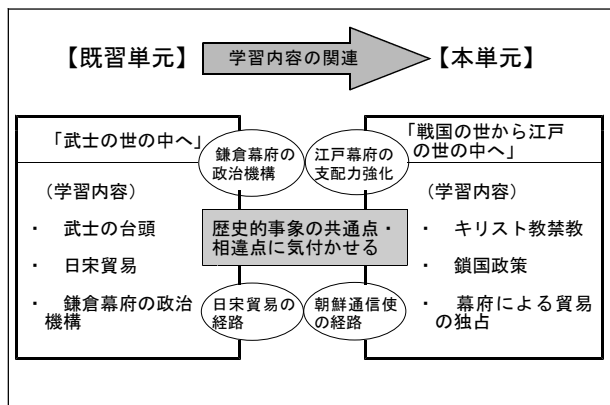 【既習単元】
学習内容の関連
【本単元】
「武士の世の中へ」
(学習内容)
・ 武士の台頭
・ 日宋貿易
・ 鎌倉幕府の政治
機構
鎌倉幕府の
政治機構
江戸幕府の
支配力強化
歴史的事象の共通点・
相違点に気付かせる
日宋貿易の
経路
朝鮮通信使
の経路
「戦国の世から江戸
の世の中へ」
(学習内容)
・ キリスト教禁教
・ 鎖国政策
・ 幕府による貿易
の独占